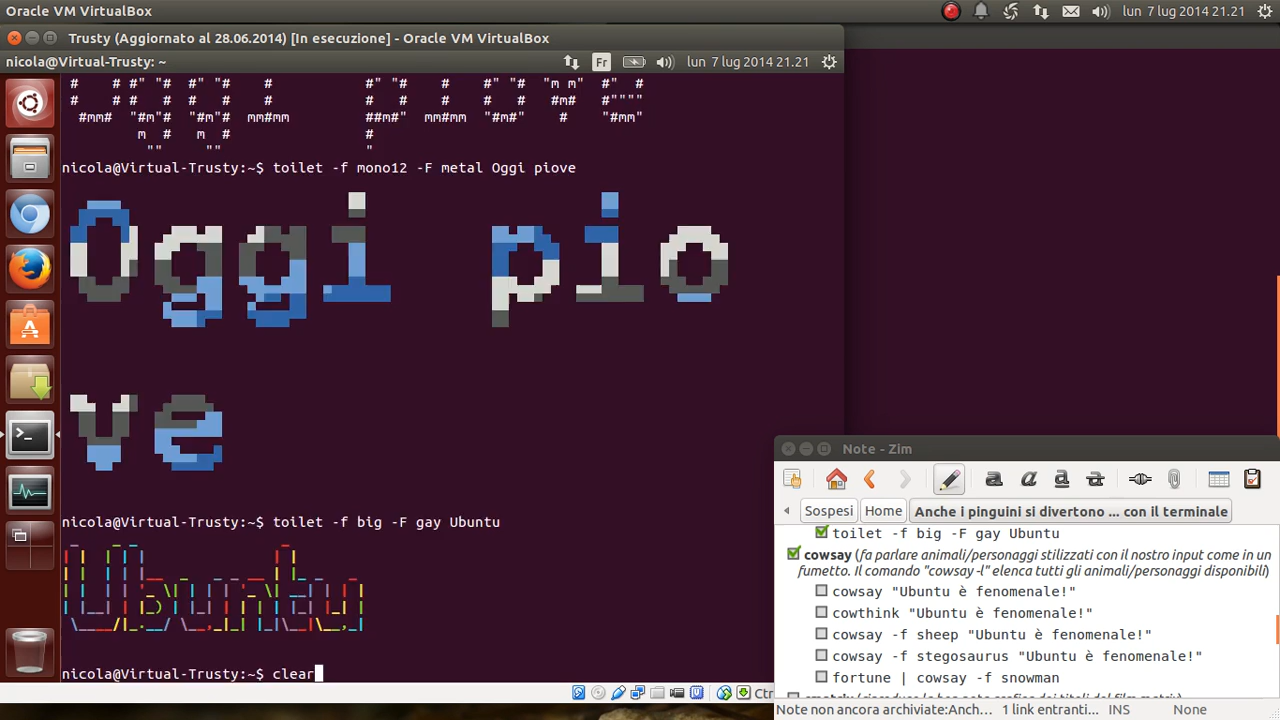 Oracle VM VirtualBox
lun 7 lug 2014 21.21
Trusty (Aggiornato al 28.06.2014) [In esecuzione] - Oracle VM VirtualBox
nicola@Virtual-Trusty: ~
Fr
lun 7 lug 2014 21.21
nicola@Virtual-Trusty:~$ toilet -f mono12 -F metal Oggi piove
Oggi pio
ve
nicola@Virtual-Trusty:~$ toilet -f big -F gay Ubuntu
Ubuntu
nicola@Virtual-Trusty:~$ clear
Ctr
Note - Zim
Sospesi
Home
Anche i pinguini si divertono ... con il terminale
toilet -f big -F gay Ubuntu
cowsay (fa parlare animali/personaggi stilizzati con il nostro input come in un
fumetto. Il comando "cowsay -l" elenca tutti gli animali/personaggi disponibili)
cowsay "Ubuntu è fenomenale!"
cowthink "Ubuntu è fenomenale!"
cowsay -f sheep "Ubuntu è fenomenale!"
cowsay -f stegosaurus "Ubuntu è fenomenale!"
fortune | cowsay -f snowman
Note non ancora archiviate:Anch...
1 link entranti...
INS
None